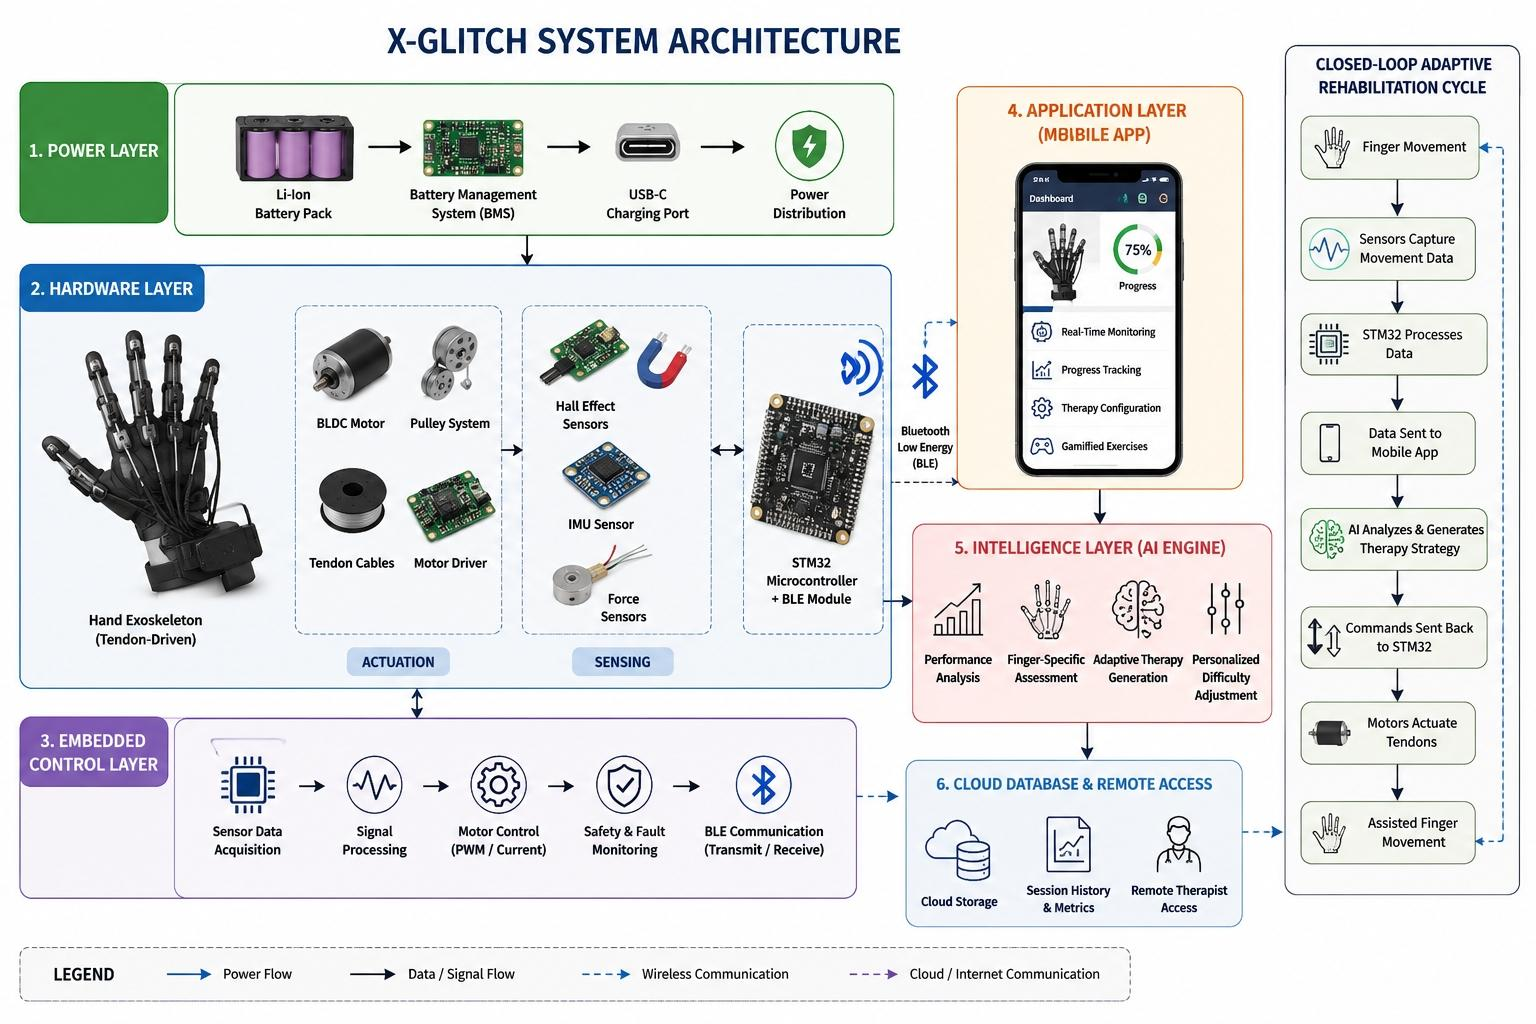 X-GLITCH SYSTEM ARCHITECTURE
1. POWER LAYER
Li-Ion
Battery Pack
Battery Management
System (BMS)
USB-C
Charging Port
Power
Distribution
2. HARDWARE LAYER
Hand Exoskeleton
(Tendon-Driven)
BLDC Motor
Pulley System
Tendon Cables
Motor Driver
ACTUATION
Hall Effect
Sensors
IMU Sensor
Force
Sensors
SENSING
STM32
Microcontroller
+ BLE Module
Bluetooth
Low Energy
(BLE)
3. EMBEDDED
CONTROL LAYER
Sensor Data
Acquisition
Signal
Processing
Motor Control
(PWM / Current)
Safety & Fault
Monitoring
BLE Communication
(Transmit / Receive)
4. APPLICATION LAYER
(MBIBILE APP)
Dashboard
75%
Progress
Real-Time Monitoring
Progress Tracking
Therapy Configuration
Gamiffied Exercises
5. INTELLIGENCE LAYER (AI ENGINE)
Performance
Analysis
Finger-Specific
Assessment
Adaptive Therapy
Generation
Personalized
Difficulty
Adjustment
6. CLOUD DATABASE & REMOTE ACCESS
Cloud Storage
Session History
& Metrics
Remote Therapist
Access
CLOSED-LOOP ADAPTIVE
REHABILITATION CYCLE
Finger Movement
Sensors Capture
Movement Data
STM32 Processes
Data
Data Sent to
Mobile App
AI Analyzes & Generates
Therapy Strategy
Commands Sent Back
to STM32
Motors Actuate
Tendons
Assisted Finger
Movement
LEGEND
Power Flow
Data / Signal Flow
Wireless Communication
Cloud / Internet Communication